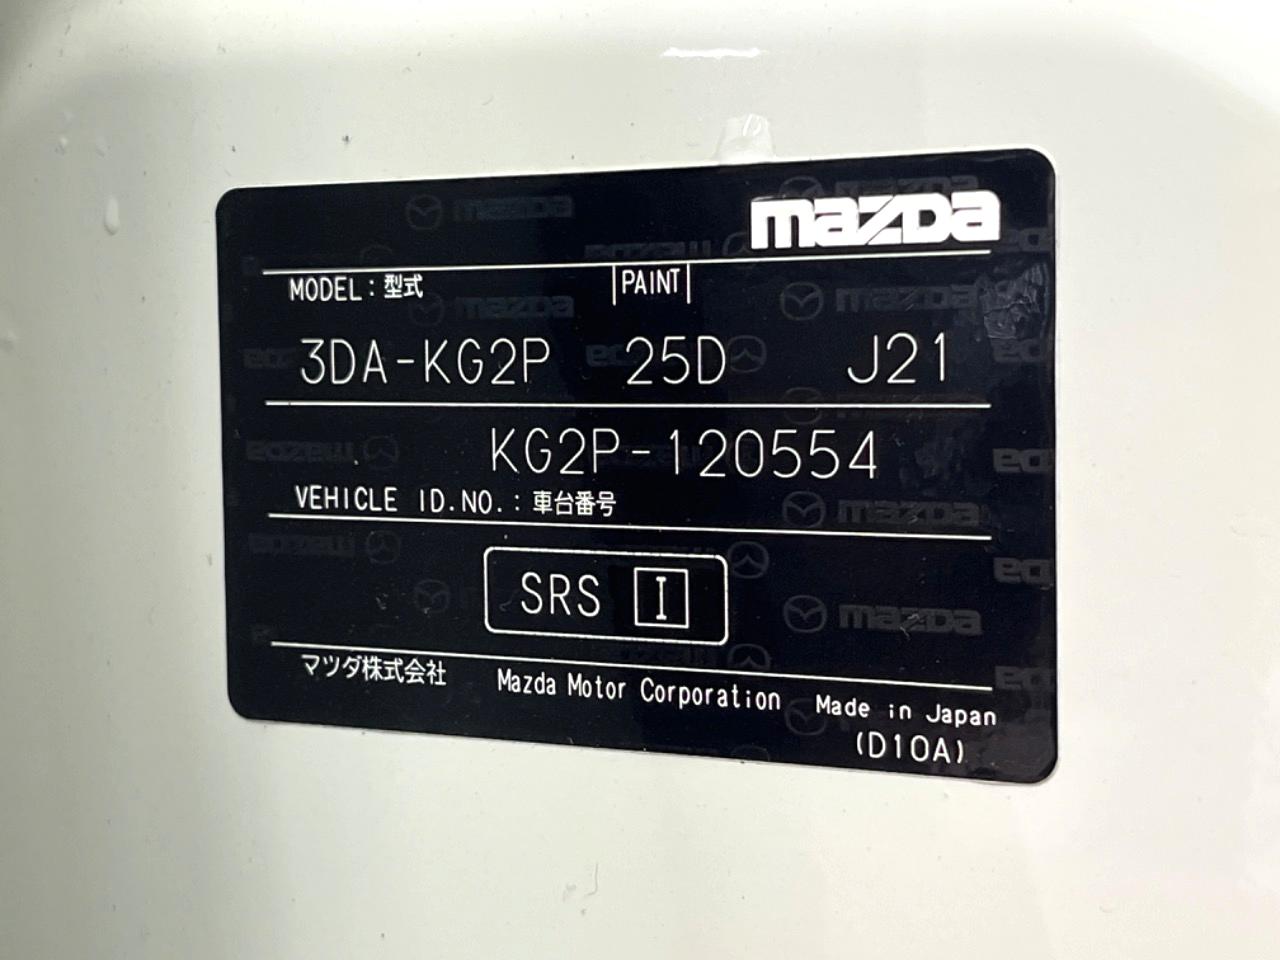 mazda
MODEL：型式 PAINT
3DA-KG2P 25D J21
KG2P-120554
VEHICLE ID.NO.：車台番号
SRS I
マツダ株式会社 Mazda Motor Corporation Made in Japan
(D10A)